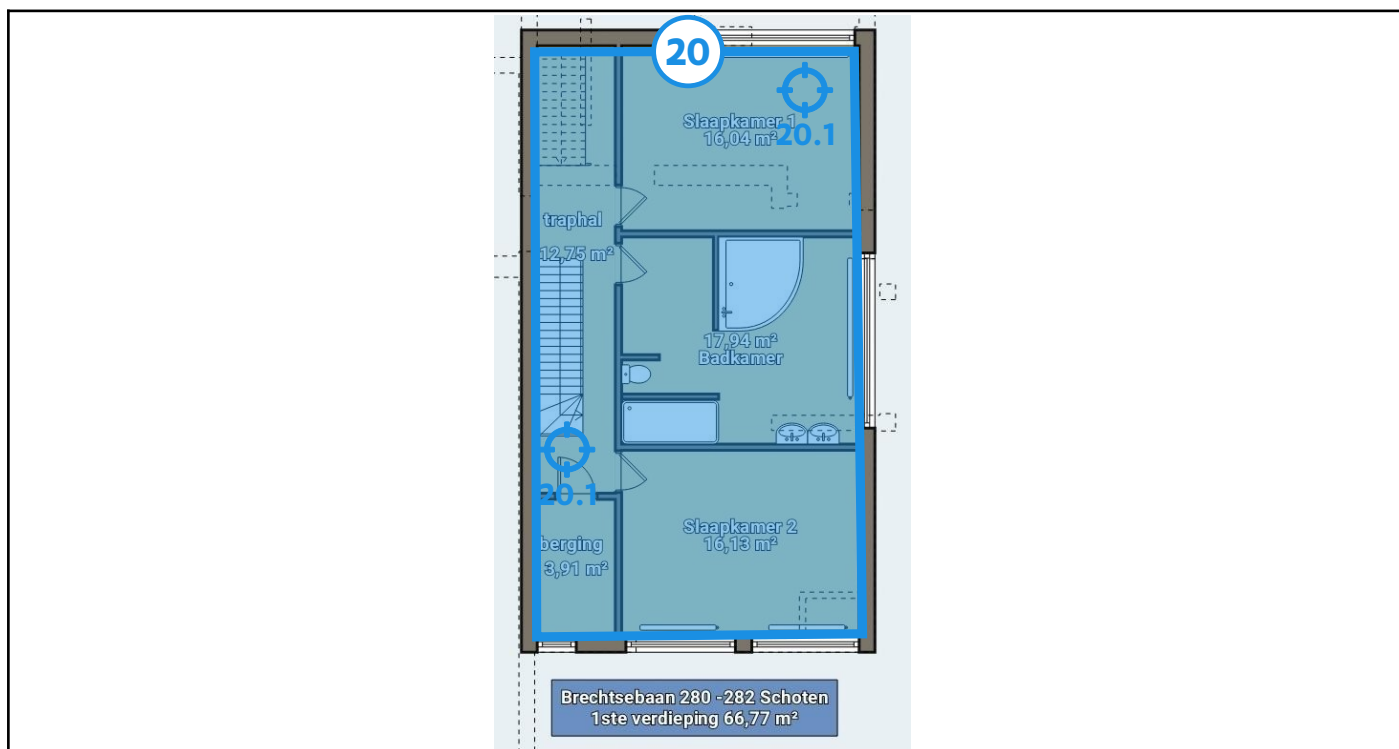 20
Slaapkamer 1
16,04 m²
20.1
traphal
12,75 m²
17,94 m²
Badkamer
20.1
Slaapkamer 2
16,13 m²
berging
3,91 m²
Brechtsebaan 280 -282 Schoten
1ste verdieping 66,77 m²